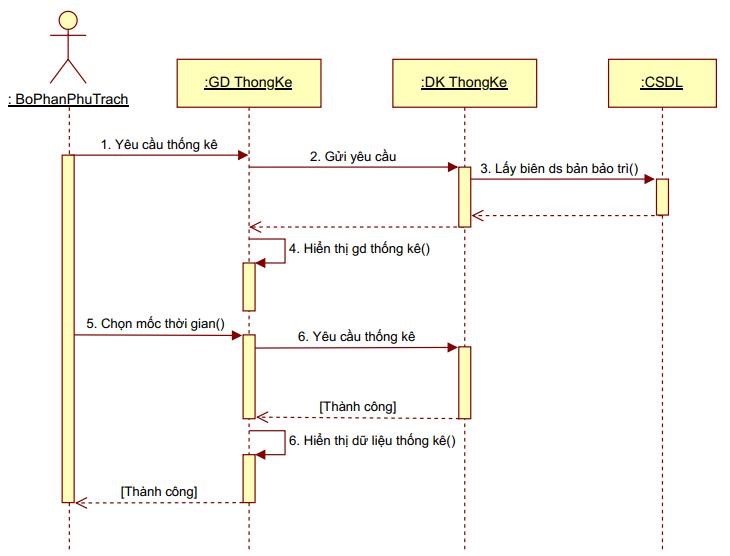 :GD ThongKe
:DK ThongKe
:CSDL
: BoPhanPhuTrach
1. Yêu cầu thống kê
2. Gửi yêu cầu
3. Lấy biên ds bản bảo trì()
4. Hiển thị gd thống kê()
5. Chọn mốc thời gian()
6. Yêu cầu thống kê
[Thành công]
6. Hiển thị dữ liệu thống kê()
[Thành công]